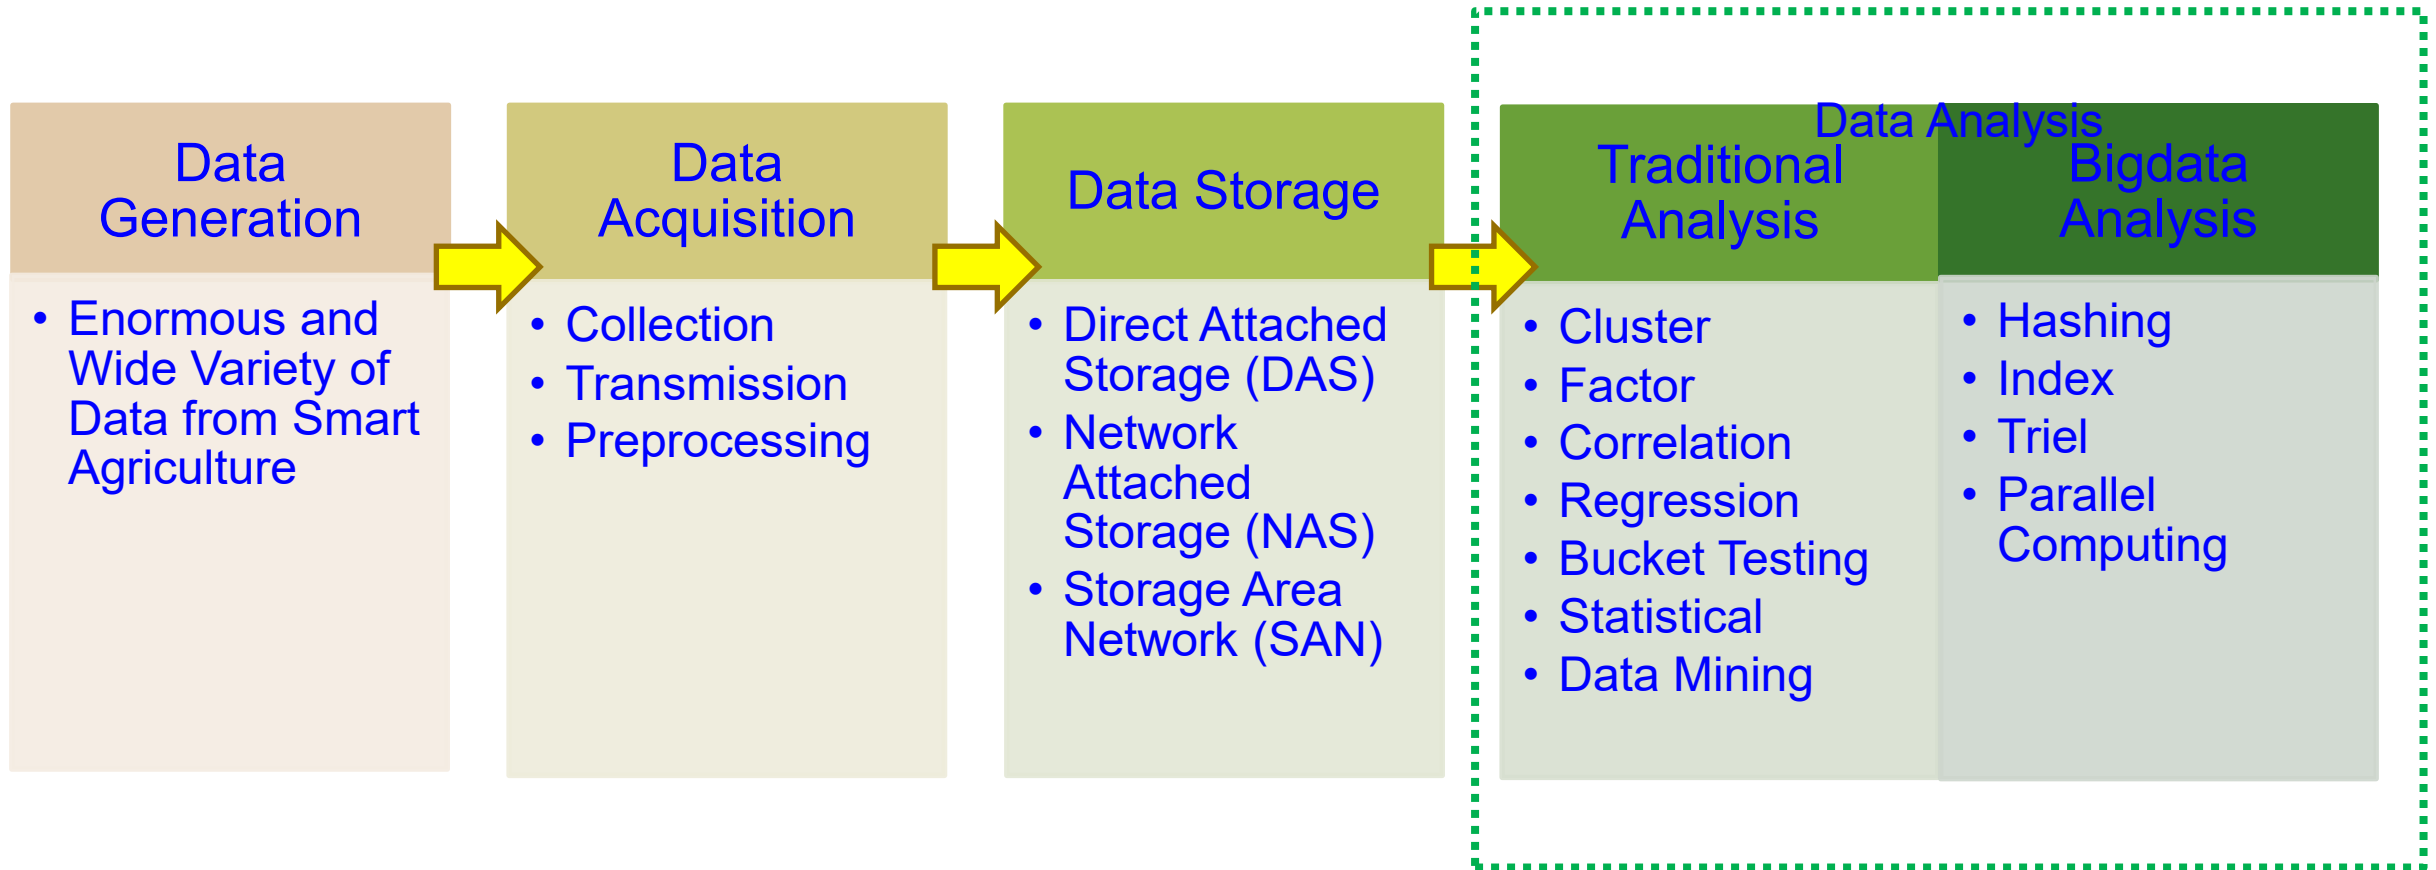 Data
Generation
• Enormous and
Wide Variety of
Data from Smart
Agriculture
Data
Acquisition
• Collection
• Transmission
• Preprocessing
Data Storage
• Direct Attached
Storage (DAS)
• Network
Attached
Storage (NAS)
• Storage Area
Network (SAN)
Data Analysis
Traditional
Analysis
• Cluster
• Factor
• Correlation
• Regression
• Bucket Testing
• Statistical
• Data Mining
Bigdata
Analysis
• Hashing
• Index
• Triel
• Parallel
Computing